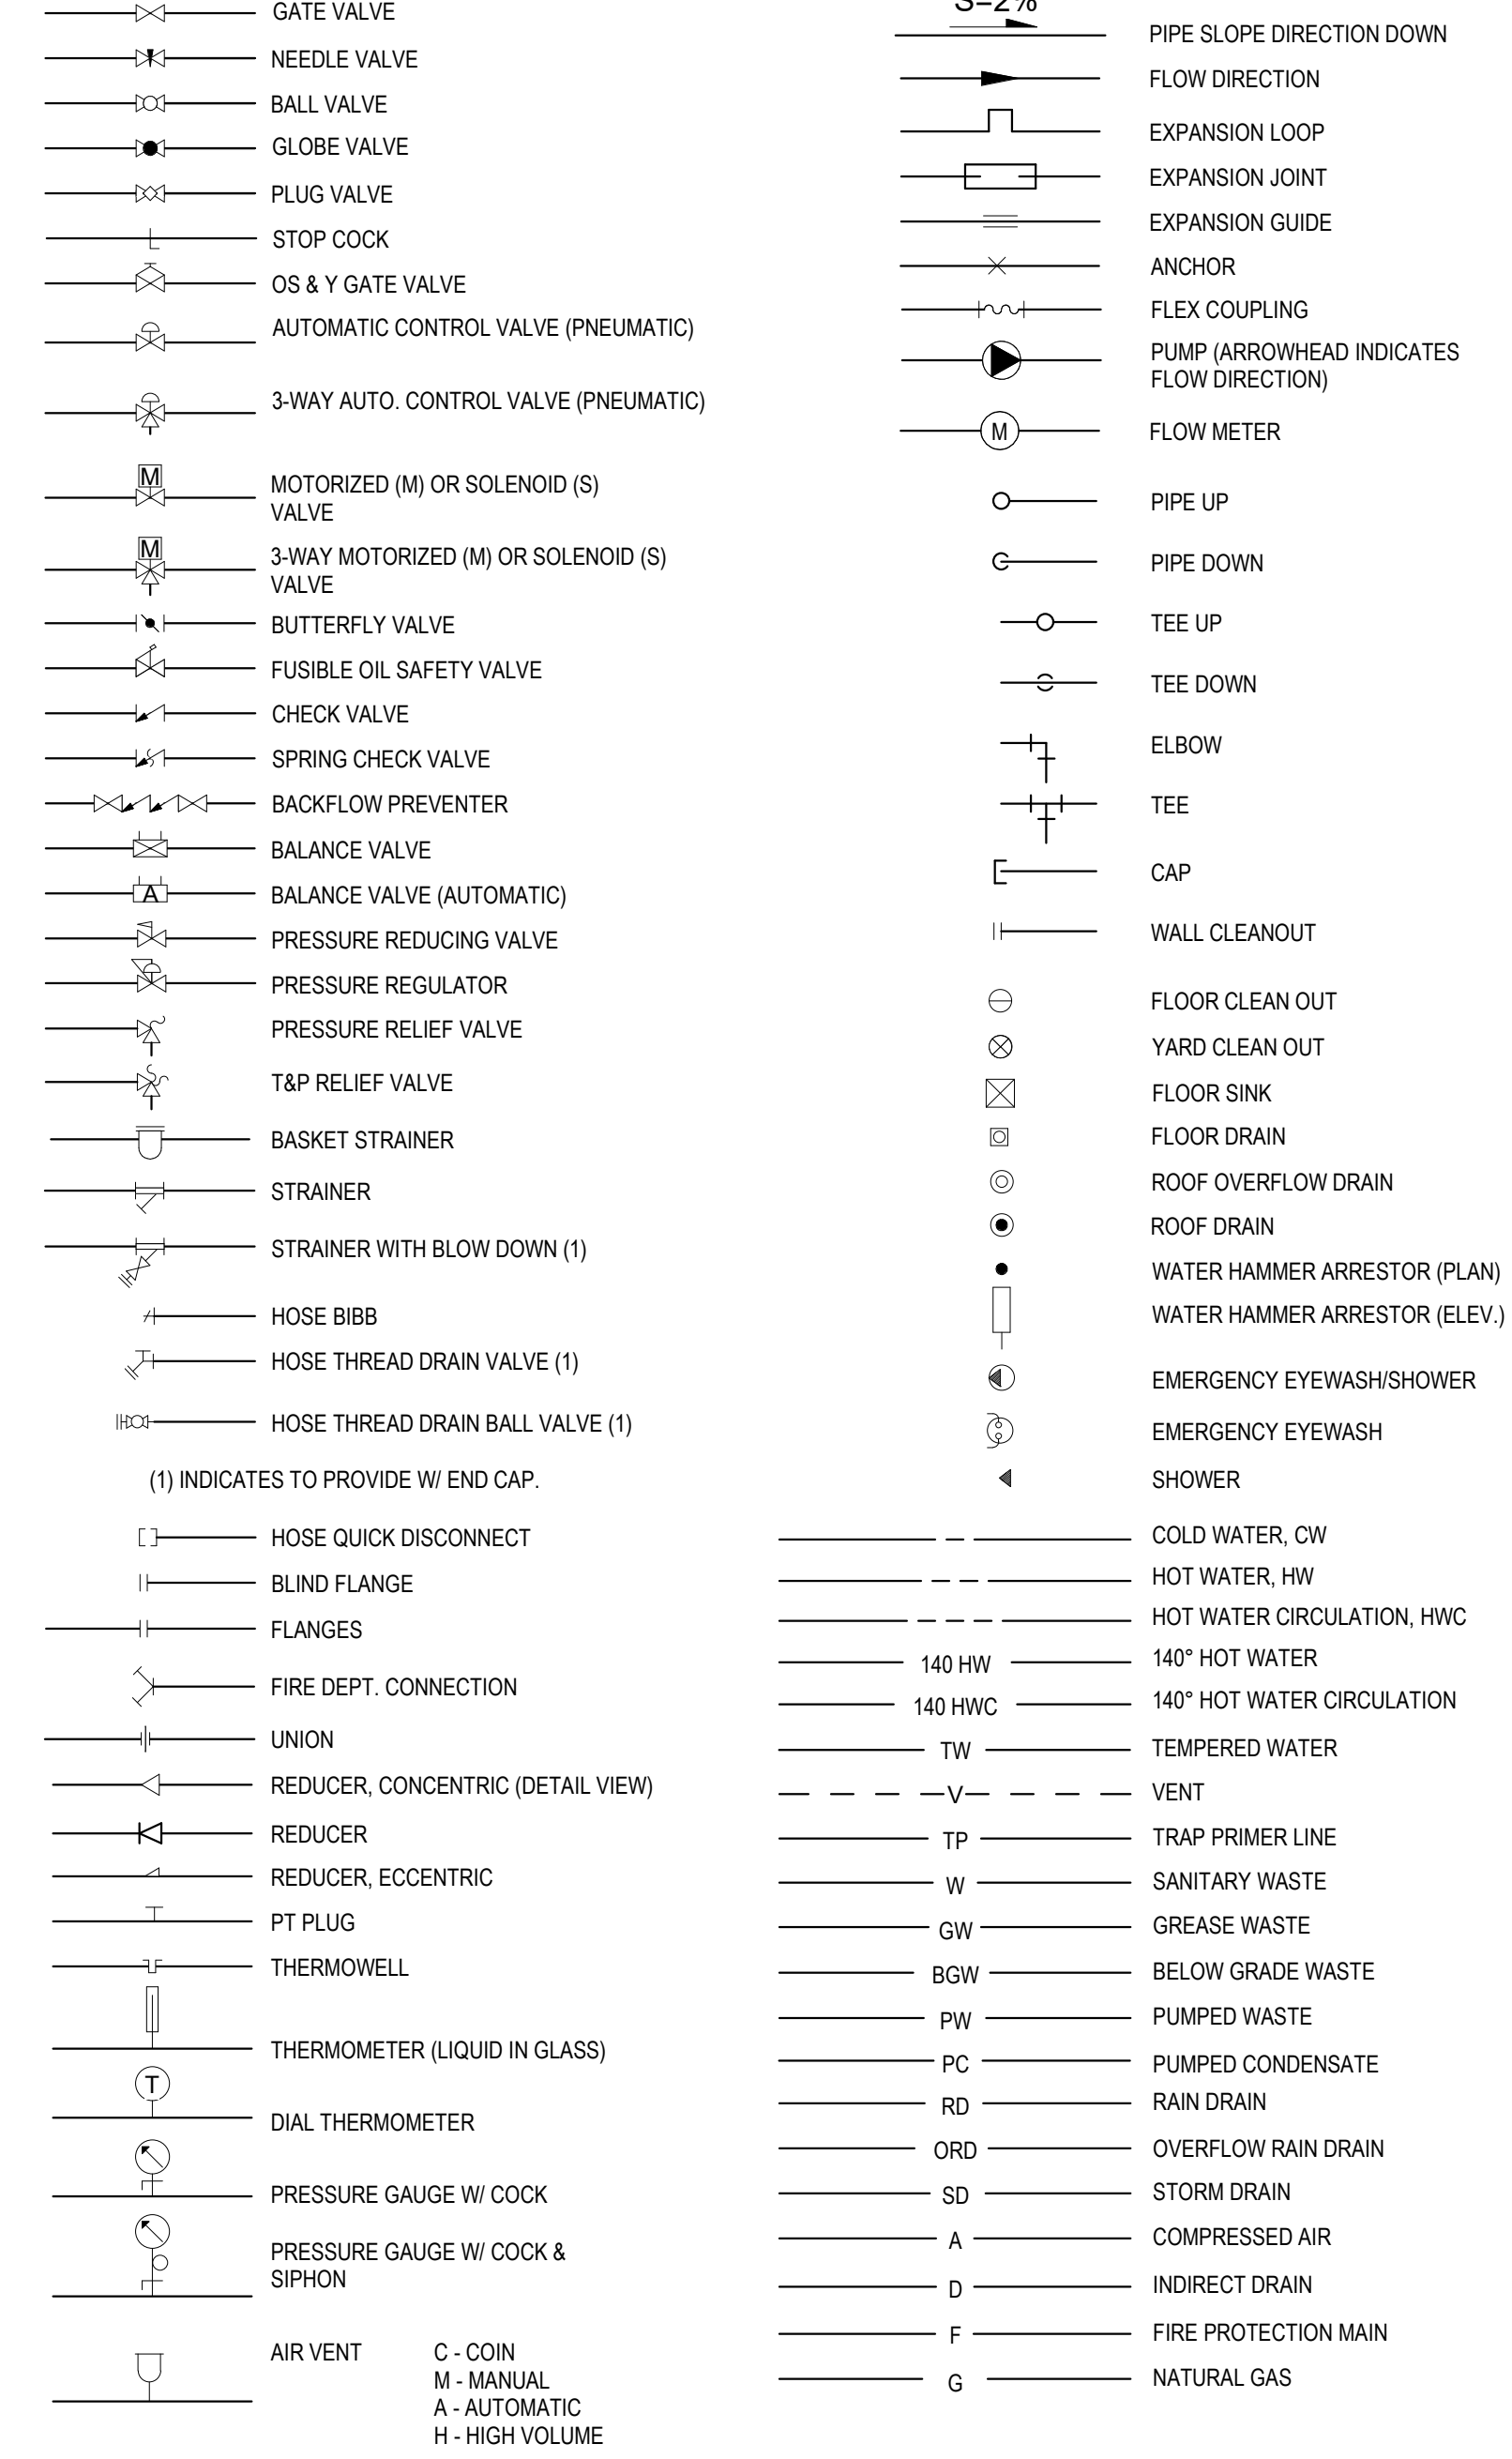 GATE VALVE
NEEDLE VALVE
BALL VALVE
GLOBE VALVE
PLUG VALVE
STOP COCK
OS & Y GATE VALVE
AUTOMATIC CONTROL VALVE (PNEUMATIC)
3-WAY AUTO. CONTROL VALVE (PNEUMATIC)
M
MOTORIZED (M) OR SOLENOID (S)
VALVE
M
3-WAY MOTORIZED (M) OR SOLENOID (S)
VALVE
BUTTERFLY VALVE
FUSIBLE OIL SAFETY VALVE
CHECK VALVE
SPRING CHECK VALVE
BACKFLOW PREVENTER
BALANCE VALVE
A BALANCE VALVE (AUTOMATIC)
PRESSURE REDUCING VALVE
PRESSURE REGULATOR
PRESSURE RELIEF VALVE
T&P RELIEF VALVE
BASKET STRAINER
STRAINER
STRAINER WITH BLOW DOWN (1)
HOSE BIBB
HOSE THREAD DRAIN VALVE (1)
HOSE THREAD DRAIN BALL VALVE (1)
(1) INDICATES TO PROVIDE W/ END CAP.
HOSE QUICK DISCONNECT
BLIND FLANGE
FLANGES
FIRE DEPT. CONNECTION
UNION
REDUCER, CONCENTRIC (DETAIL VIEW)
REDUCER
REDUCER, ECCENTRIC
PT PLUG
THERMOWELL
THERMOMETER (LIQUID IN GLASS)
T
DIAL THERMOMETER
PRESSURE GAUGE W/ COCK
PRESSURE GAUGE W/ COCK &
SIPHON
AIR VENT C - COIN
M - MANUAL
A - AUTOMATIC
H - HIGH VOLUME
S=2%
PIPE SLOPE DIRECTION DOWN
FLOW DIRECTION
EXPANSION LOOP
EXPANSION JOINT
EXPANSION GUIDE
ANCHOR
FLEX COUPLING
PUMP (ARROWHEAD INDICATES
FLOW DIRECTION)
M FLOW METER
PIPE UP
PIPE DOWN
TEE UP
TEE DOWN
ELBOW
TEE
CAP
WALL CLEANOUT
FLOOR CLEAN OUT
YARD CLEAN OUT
FLOOR SINK
FLOOR DRAIN
ROOF OVERFLOW DRAIN
ROOF DRAIN
WATER HAMMER ARRESTOR (PLAN)
WATER HAMMER ARRESTOR (ELEV.)
EMERGENCY EYEWASH/SHOWER
EMERGENCY EYEWASH
SHOWER
COLD WATER, CW
HOT WATER, HW
HOT WATER CIRCULATION, HWC
140 HW 140° HOT WATER
140 HWC 140° HOT WATER CIRCULATION
TW TEMPERED WATER
V VENT
TP TRAP PRIMER LINE
W SANITARY WASTE
GW GREASE WASTE
BGW BELOW GRADE WASTE
PW PUMPED WASTE
PC PUMPED CONDENSATE
RD RAIN DRAIN
ORD OVERFLOW RAIN DRAIN
SD STORM DRAIN
A COMPRESSED AIR
D INDIRECT DRAIN
F FIRE PROTECTION MAIN
G NATURAL GAS